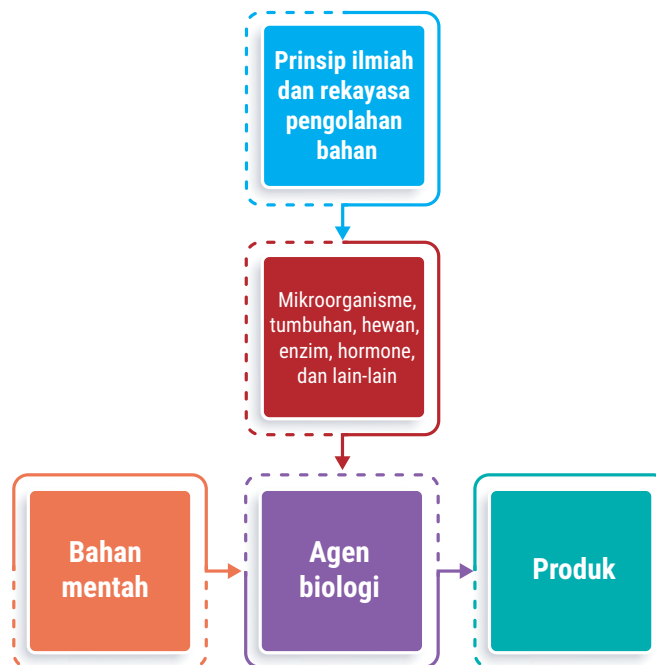 Prinsip ilmiah
dan rekayasa
pengolahan
bahan
Mikroorganisme,
tumbuhan, hewan,
enzim, hormone,
dan lain-lain
Bahan
mentah
Agen
biologi
Produk